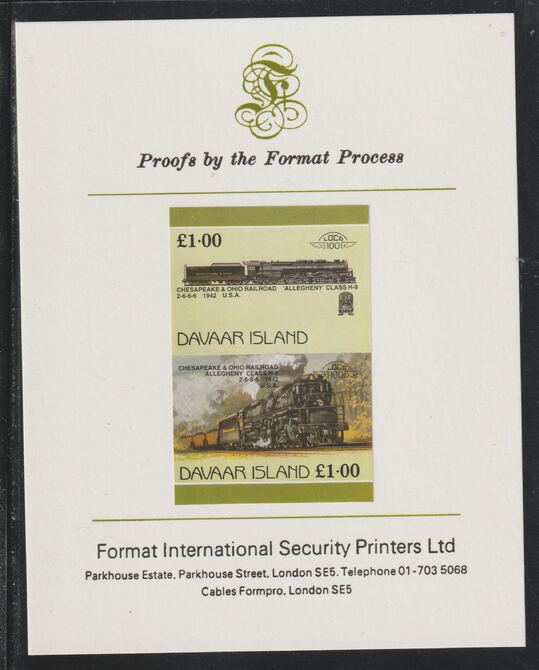 Proofs by the Format Process
£1·00
LOCO
100
CHESAPEAKE & OHIO RAILROAD 'ALLEGHENY' CLASS H-8
2-6-6-6 1942 U.S.A.
DAVAAR ISLAND
CHESAPEAKE & OHIO RAILROAD
'ALLEGHENY' CLASS H-8
2-6-6-6 1942
U.S.A.
LOCO
100
DAVAAR ISLAND £1·00
Format International Security Printers Ltd
Parkhouse Estate, Parkhouse Street, London SE5. Telephone 01-703 5068
Cables Formpro, London SE5